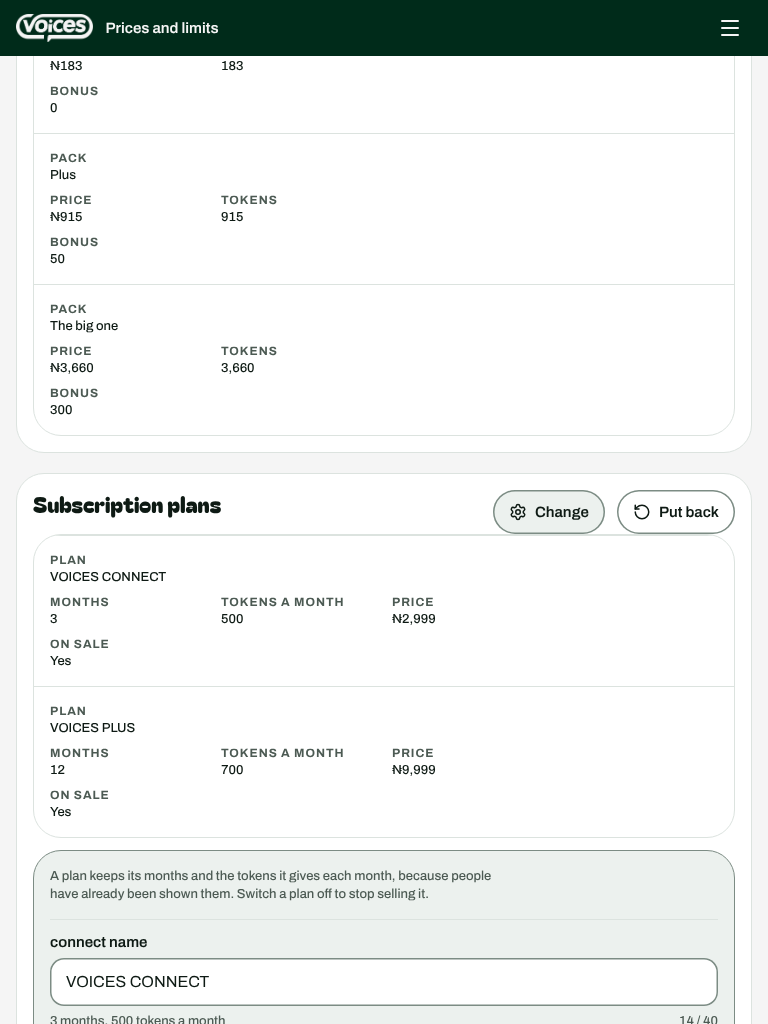 voices Prices and limits
₦183 183
BONUS
0
PACK
Plus
PRICE TOKENS
₦915 915
BONUS
50
PACK
The big one
PRICE TOKENS
₦3,660 3,660
BONUS
300
Subscription plans Change Put back
PLAN
VOICES CONNECT
MONTHS TOKENS A MONTH PRICE
3 500 ₦2,999
ON SALE
Yes
PLAN
VOICES PLUS
MONTHS TOKENS A MONTH PRICE
12 700 ₦9,999
ON SALE
Yes
A plan keeps its months and the tokens it gives each month, because people
have already been shown them. Switch a plan off to stop selling it.
connect name
VOICES CONNECT
3 months, 500 tokens a month 14 / 40